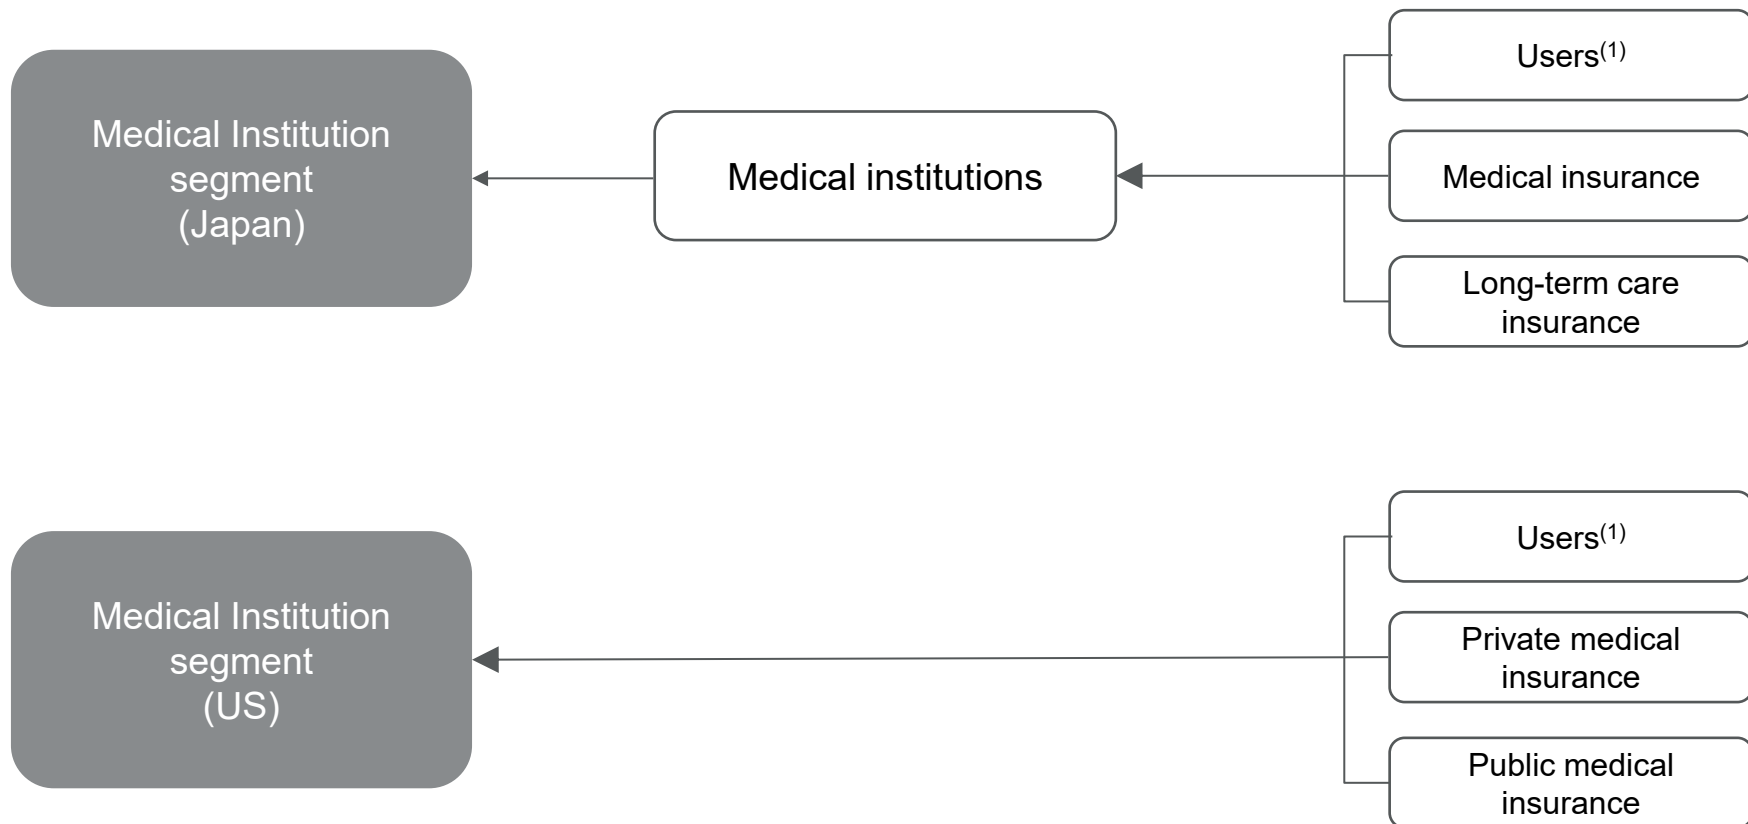 Medical Institution
segment
(Japan)
Medical institutions
Users(1)
Medical insurance
Long-term care
insurance
Medical Institution
segment
(US)
Users(1)
Private medical
insurance
Public medical
insurance